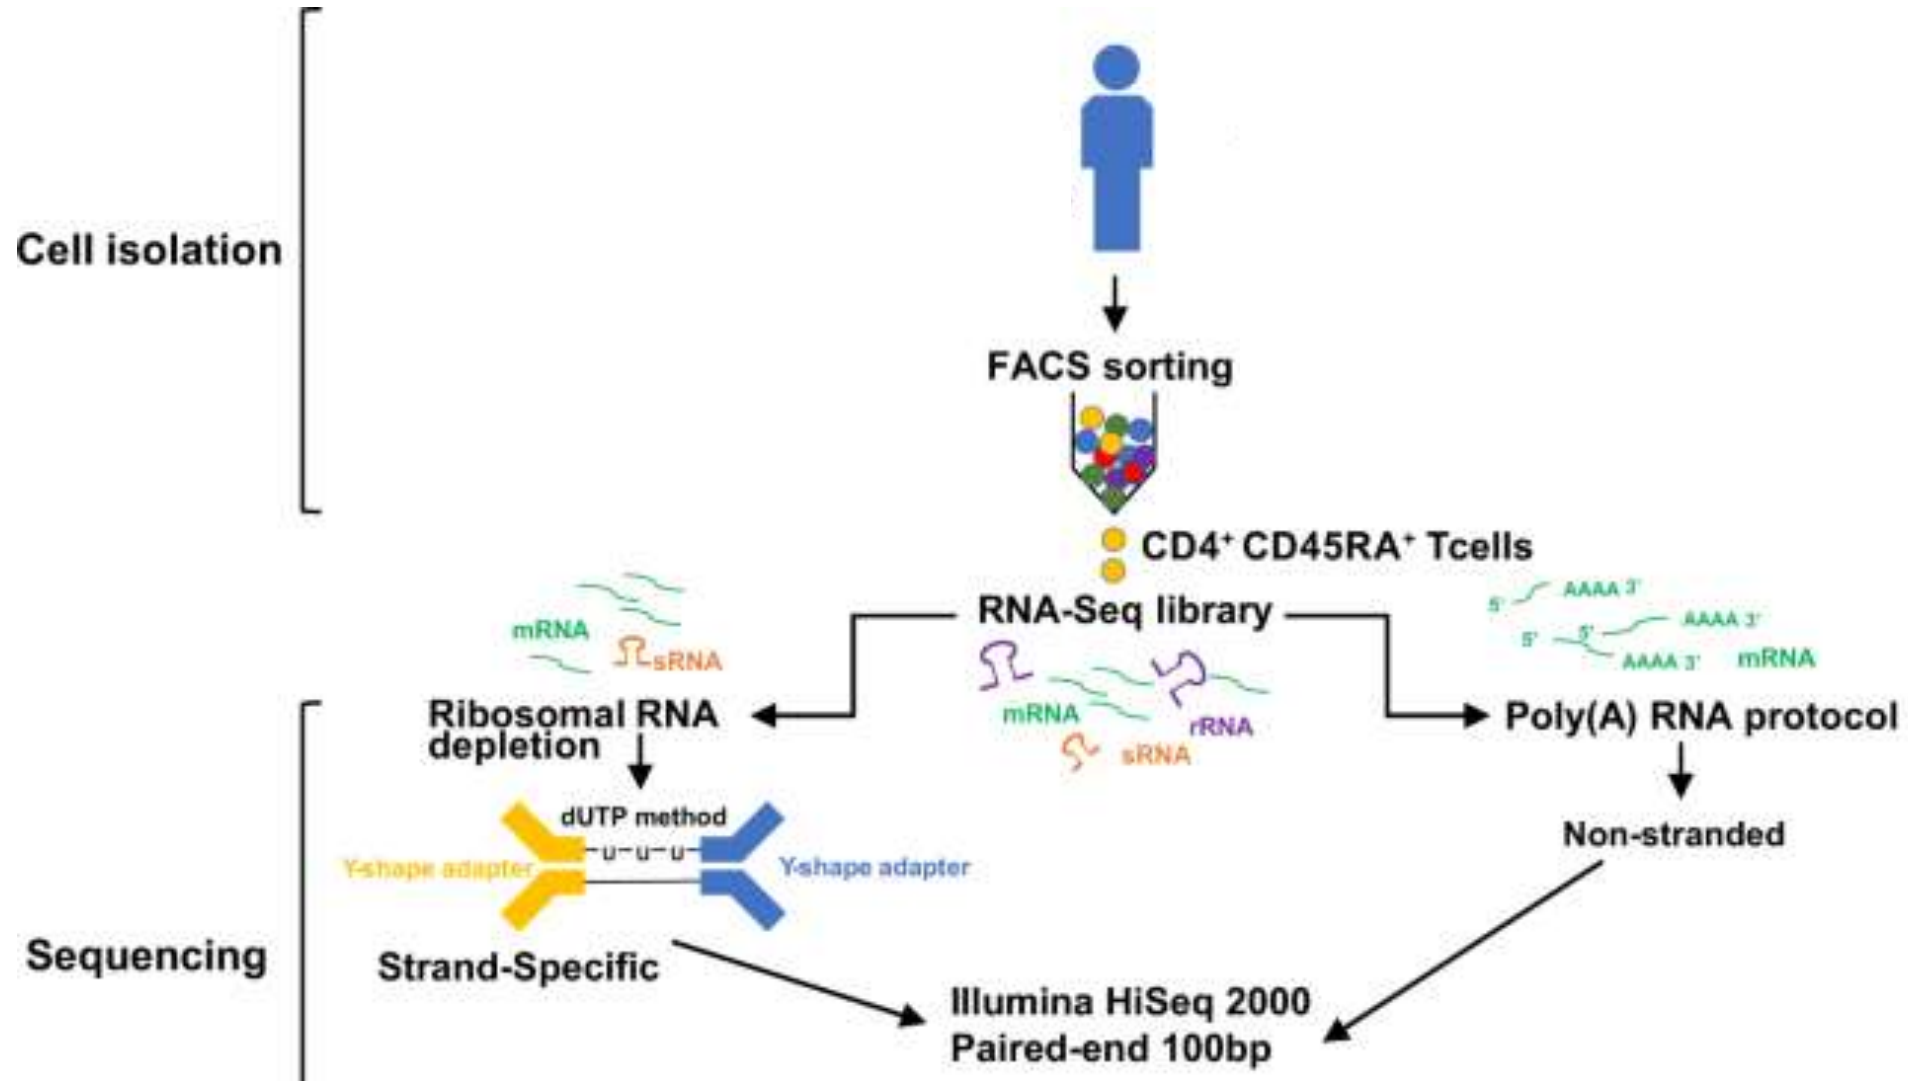 Cell isolation
FACS sorting
CD4⁺ CD45RA⁺ Tcells
RNA-Seq library
mRNA
sRNA
mRNA
rRNA
sRNA
5' AAAA 3'
5' AAAA 3'
5' AAAA 3'
mRNA
Ribosomal RNA
depletion
Poly(A) RNA protocol
dUTP method
U-U-U
Y-shape adapter
Y-shape adapter
Non-stranded
Sequencing
Strand-Specific
Illumina HiSeq 2000
Paired-end 100bp